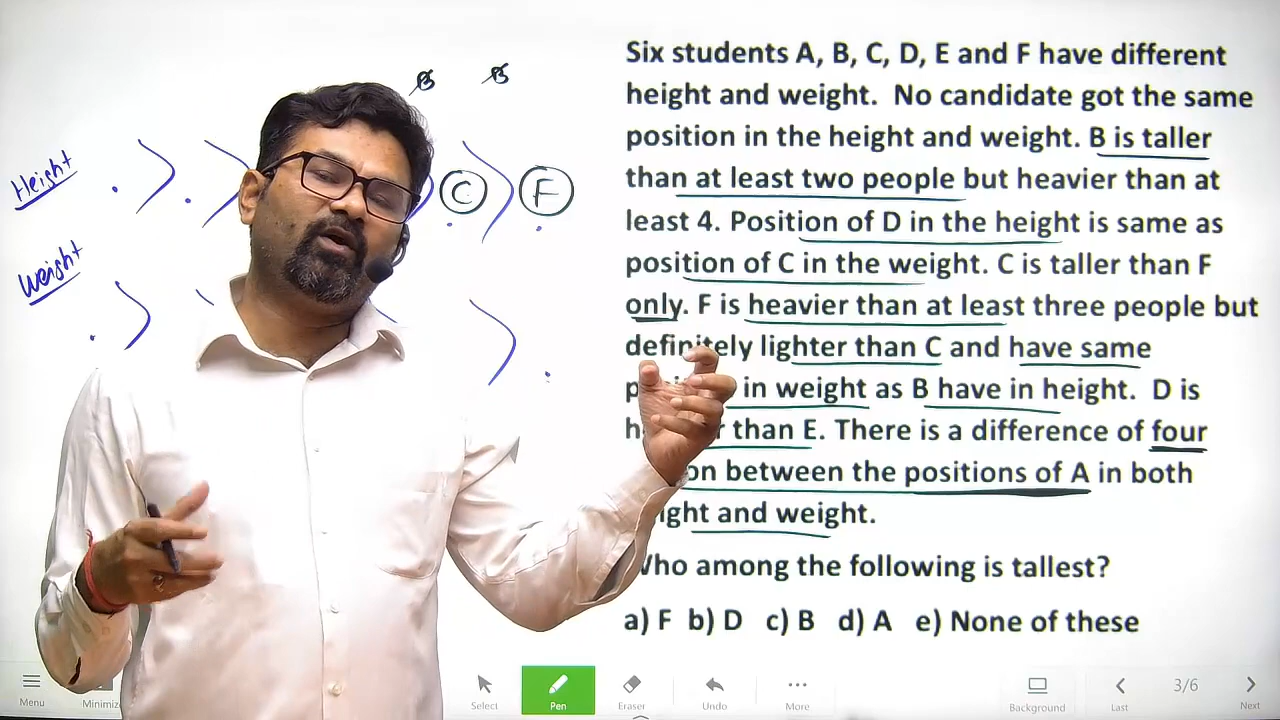 Six students A, B, C, D, E and F have different
height and weight. No candidate got the same
position in the height and weight. B is taller
than at least two people but heavier than at
least 4. Position of D in the height is same as
position of C in the weight. C is taller than F
only. F is heavier than at least three people but
definitely lighter than C and have same
in weight as B have in height. D is
than E. There is a difference of four
between the positions of A in both
and weight.
Who among the following is tallest?
a) F b) D c) B d) A e) None of these
B B
Height
C F
Weight
Menu
Select
Pen
Eraser
Undo
More
Background
Last
3/6
Next